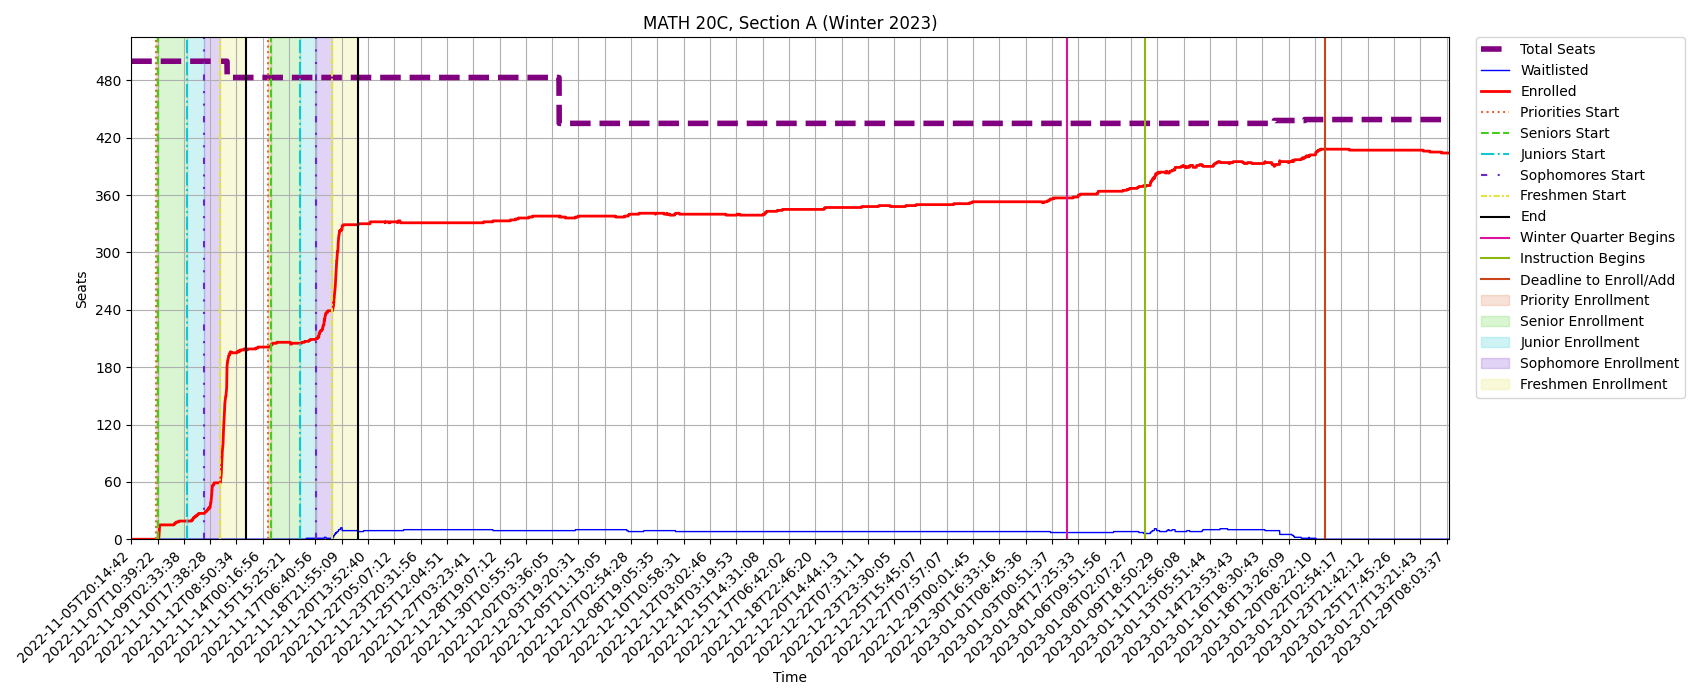 MATH 20C, Section A (Winter 2023)
Seats
480
420
360
300
240
180
120
60
0
2022-11-05T20:14:42
2022-11-07T10:39:22
2022-11-09T02:33:38
2022-11-10T17:38:28
2022-11-12T08:50:34
2022-11-14T00:16:56
2022-11-15T15:25:21
2022-11-17T06:40:56
2022-11-18T21:55:09
2022-11-20T13:52:40
2022-11-22T05:07:12
2022-11-23T20:31:56
2022-11-25T12:04:51
2022-11-27T03:23:41
2022-11-28T19:07:12
2022-11-30T10:55:52
2022-12-02T03:36:05
2022-12-03T19:20:31
2022-12-05T11:13:05
2022-12-07T02:54:28
2022-12-08T19:05:35
2022-12-10T10:58:31
2022-12-12T03:02:46
2022-12-13T19:19:53
2022-12-15T14:31:08
2022-12-17T06:42:02
2022-12-18T22:46:20
2022-12-20T14:44:13
2022-12-22T07:31:11
2022-12-23T23:30:05
2022-12-25T15:45:07
2022-12-27T07:57:07
2022-12-29T00:01:45
2022-12-30T16:33:16
2023-01-01T08:45:36
2023-01-03T00:51:37
2023-01-04T17:25:33
2023-01-06T09:51:56
2023-01-08T02:07:27
2023-01-09T18:50:29
2023-01-11T12:56:08
2023-01-13T05:51:44
2023-01-14T23:53:43
2023-01-16T18:30:43
2023-01-18T13:26:09
2023-01-20T08:22:10
2023-01-22T02:54:17
2023-01-23T21:42:12
2023-01-25T17:45:26
2023-01-27T13:21:43
2023-01-29T08:03:37
Time
Total Seats
Waitlisted
Enrolled
Priorities Start
Seniors Start
Juniors Start
Sophomores Start
Freshmen Start
End
Winter Quarter Begins
Instruction Begins
Deadline to Enroll/Add
Priority Enrollment
Senior Enrollment
Junior Enrollment
Sophomore Enrollment
Freshmen Enrollment